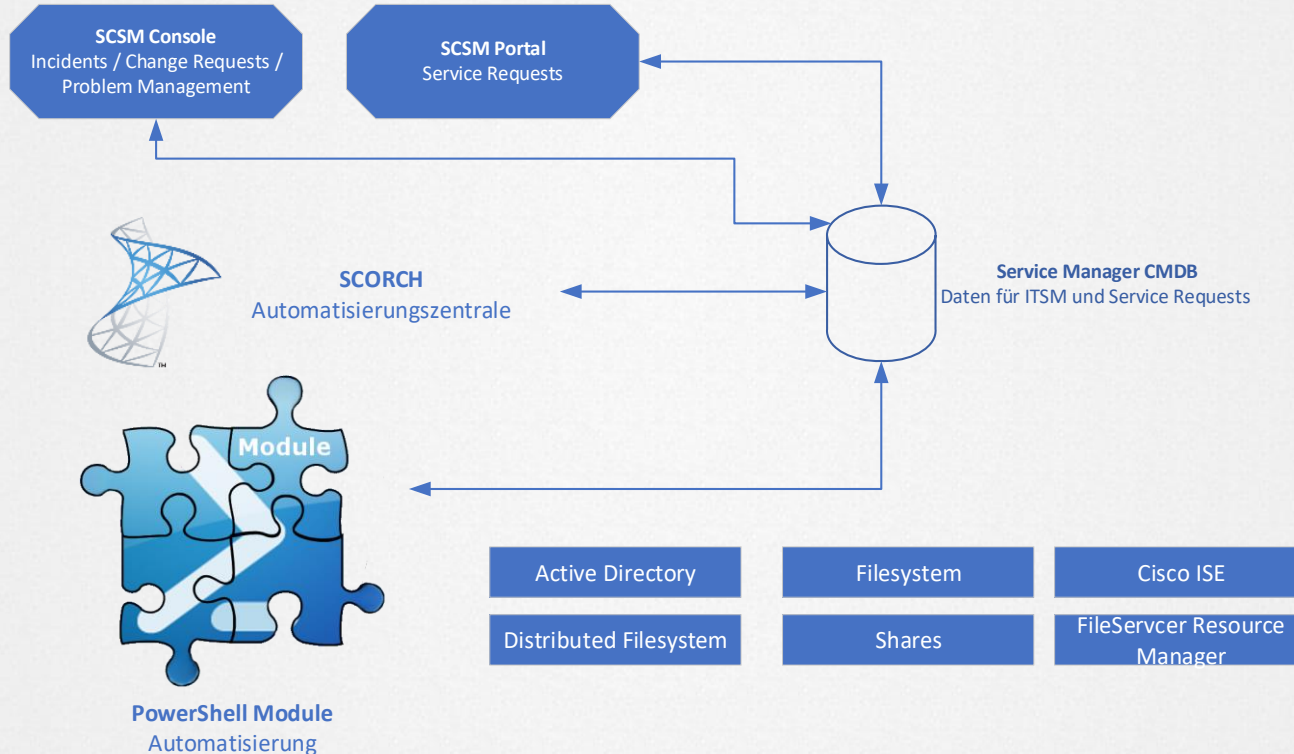 SCSM Console
Incidents / Change Requests /
Problem Management
SCSM Portal
Service Requests
SCORCH
Automatisierungszentrale
TM
Service Manager CMDB
Daten für ITSM und Service Requests
Module
Active Directory
Filesystem
Cisco ISE
Distributed Filesystem
Shares
FileServcer Resource
Manager
PowerShell Module
Automatisierung